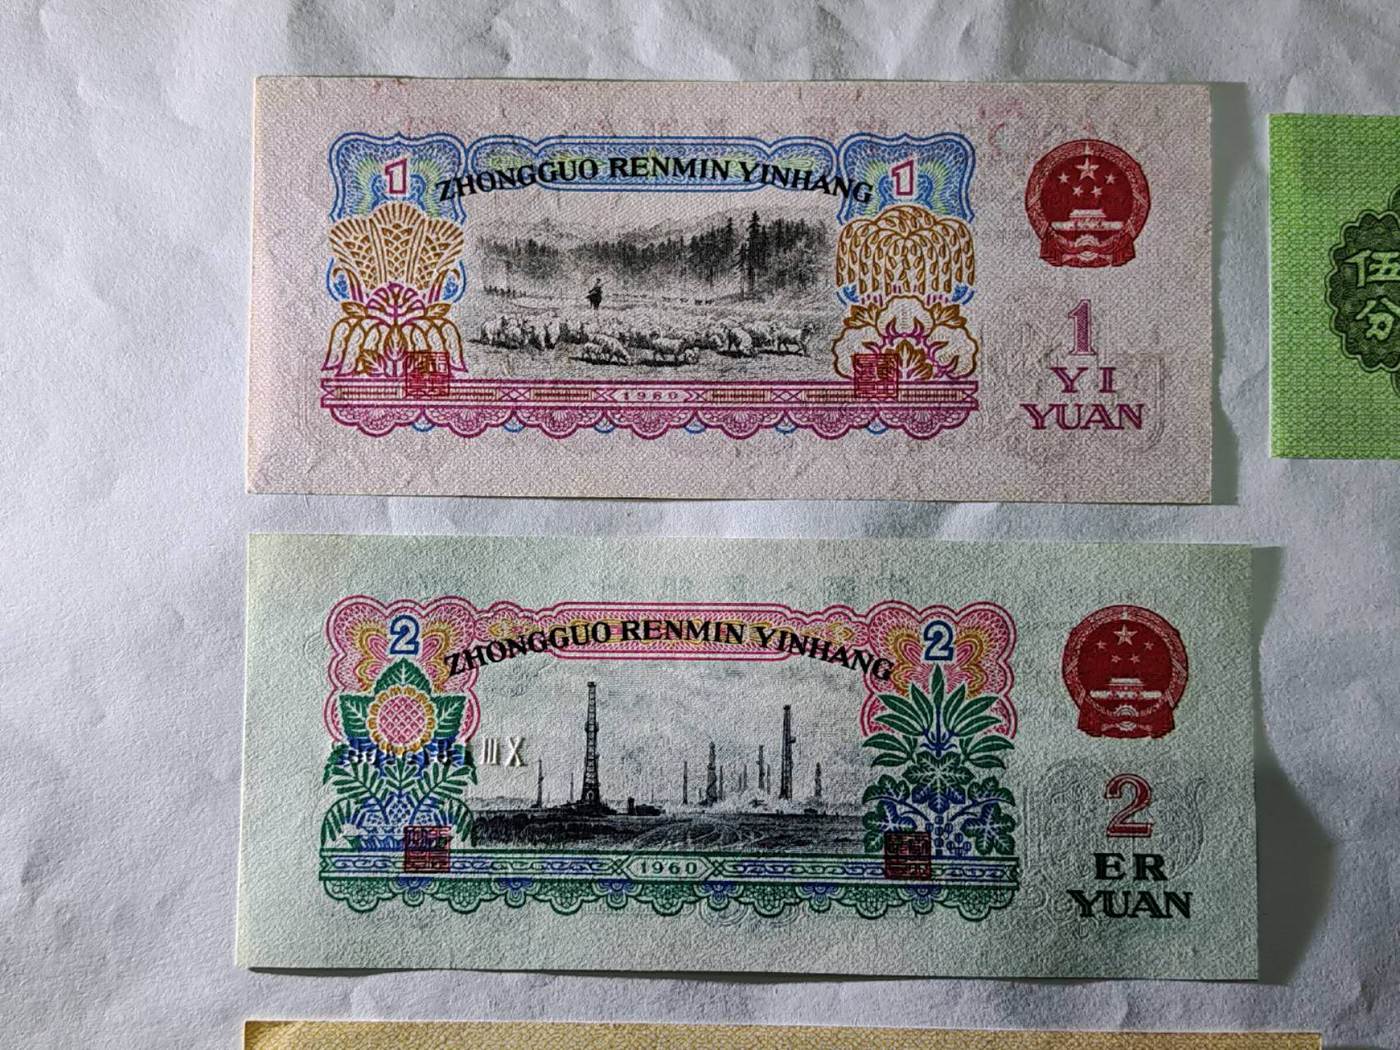 1
1
ZHONGGUO RENMIN YINHANG
1960
1
YI
YUAN
伍
分
2
2
ZHONGGUO RENMIN YINHANG
1960
2
ER
YUAN